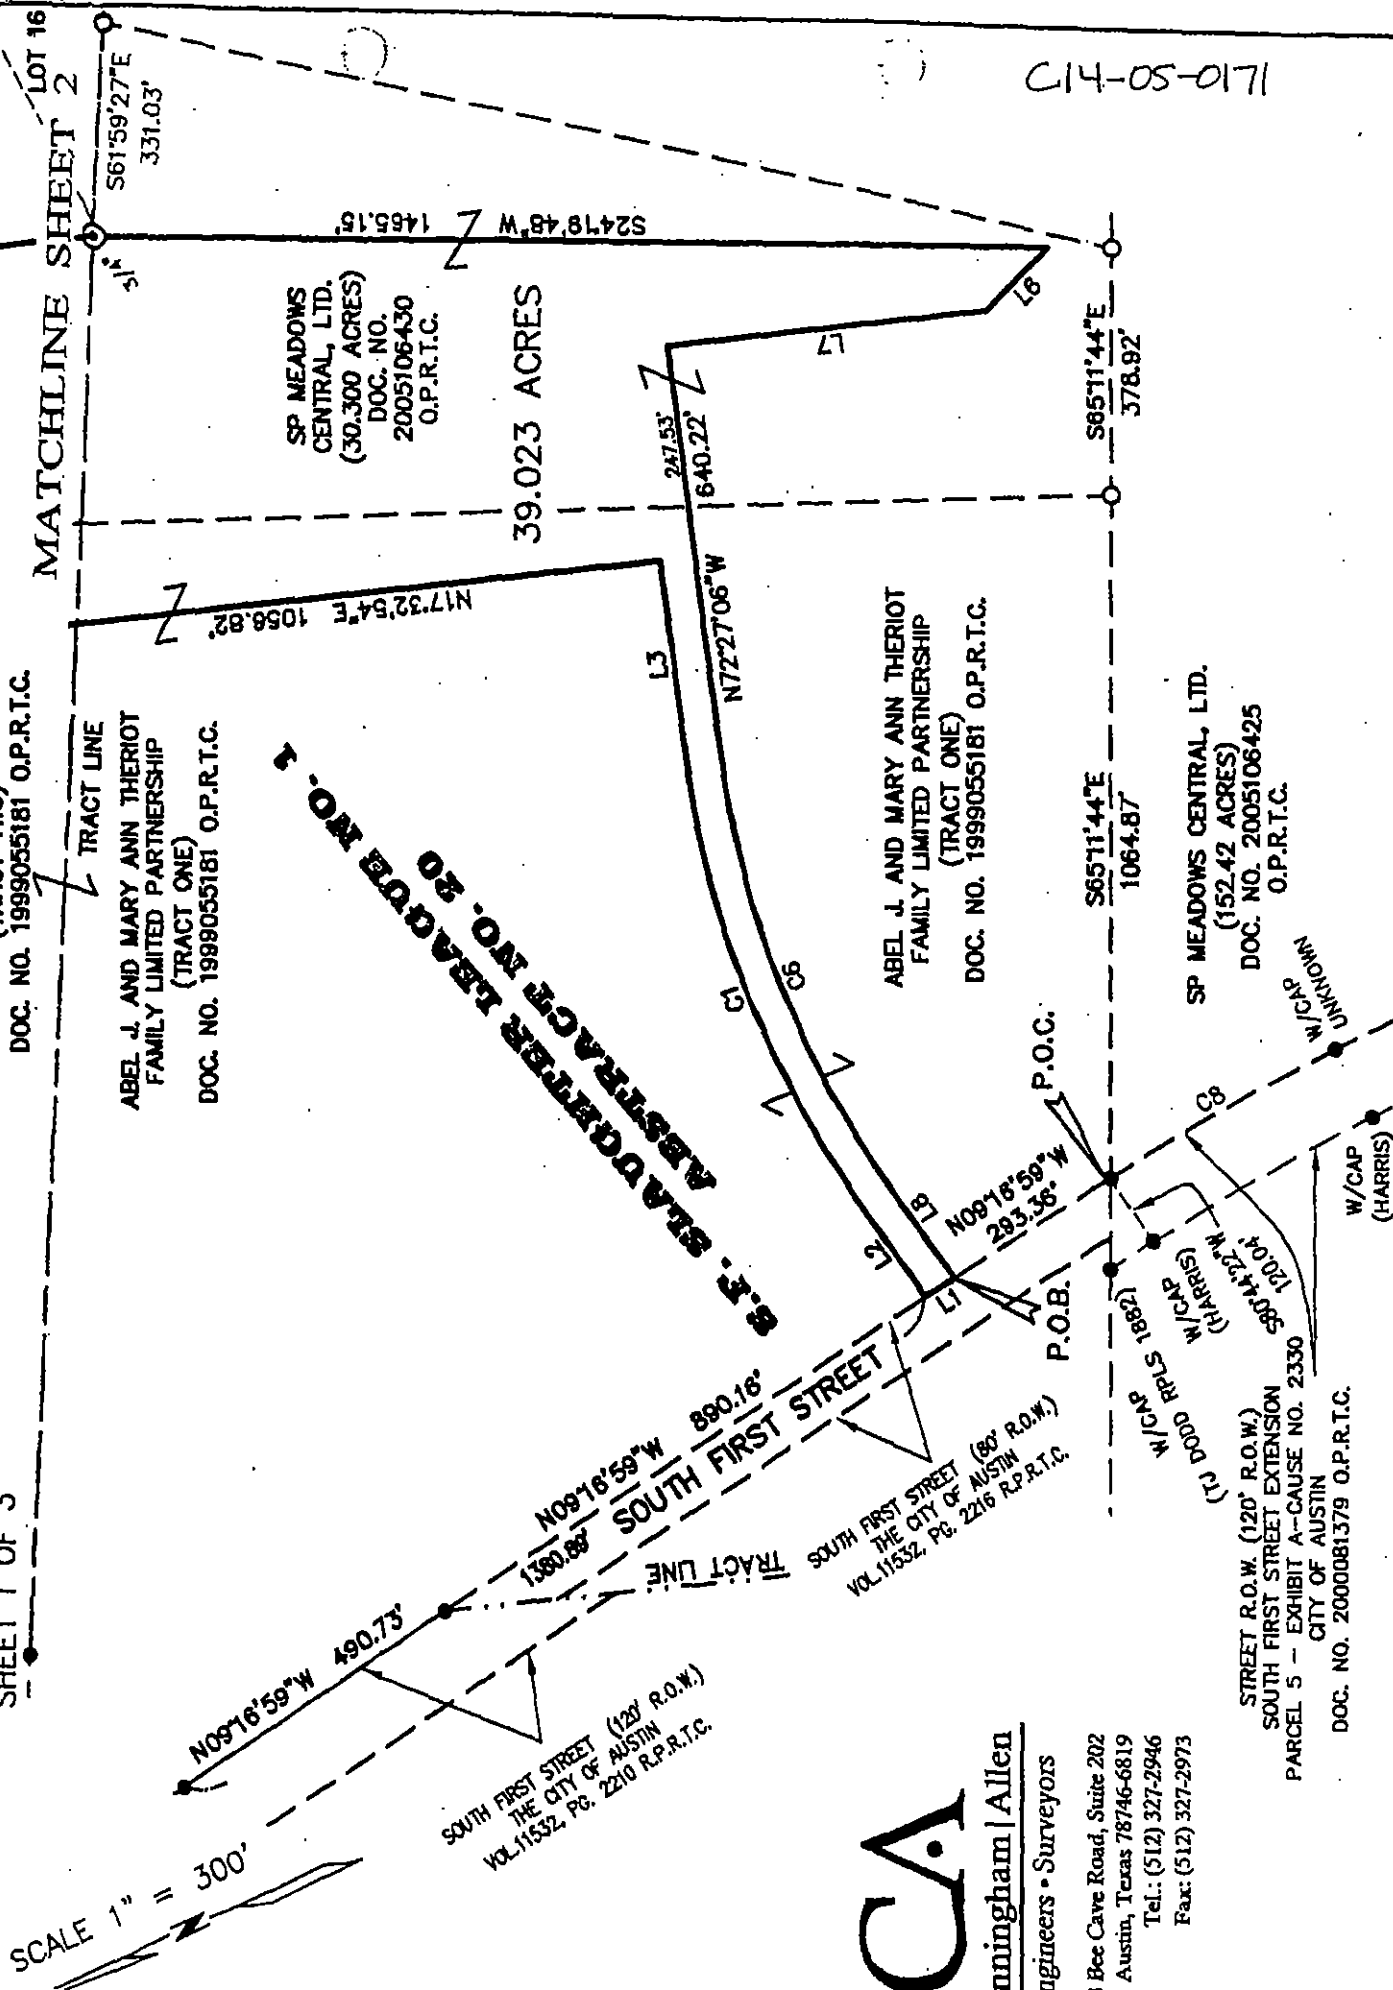 C14-05-0171
LOT 16
MATCHLINE SHEET 2
S61°59'27"E
331.03'
DOC. NO. 1999055181 O.P.R.T.C.
TRACT LINE
ABEL J. AND MARY ANN THERIOT
FAMILY LIMITED PARTNERSHIP
(TRACT ONE)
DOC. NO. 1999055181 O.P.R.T.C.
N17°32'54"E 1056.82'
SP MEADOWS
CENTRAL, LTD.
(30.300 ACRES)
DOC. NO.
2005106430
O.P.R.T.C.
S24°19'48"W 1465.15'
39.023 ACRES
L6
L7
247.53'
640.22'
N72°27'06"W
L3
C1
C6
L2
L8
L1
S.F. SLAUGHTER LEAGUE NO. 1
ABSTRACT NO. 20
ABEL J. AND MARY ANN THERIOT
FAMILY LIMITED PARTNERSHIP
(TRACT ONE)
DOC. NO. 1999055181 O.P.R.T.C.
S65°11'44"E
378.92'
S65°11'44"E
1064.87'
SP MEADOWS CENTRAL, LTD.
(152.42 ACRES)
DOC. NO. 2005106425
O.P.R.T.C.
P.O.C.
P.O.B.
N09°16'59"W
293.36'
W/CAP
UNKNOWN
C8
W/CAP
(HARRIS)
S80°44'22"W
120.04'
W/CAP
(HARRIS)
W/CAP
(TJ DODD RPLS 1882)
STREET R.O.W. (120' R.O.W.)
SOUTH FIRST STREET EXTENSION
PARCEL 5 - EXHIBIT A-CAUSE NO. 2330
CITY OF AUSTIN
DOC. NO. 2000081379 O.P.R.T.C.
SHEET 1 OF 3
N09°16'59"W 890.16'
1380.89'
SOUTH FIRST STREET
TRACT LINE
SOUTH FIRST STREET (80' R.O.W.)
THE CITY OF AUSTIN
VOL.11532, PG. 2216 R.P.R.T.C.
N09°16'59"W 490.73'
SOUTH FIRST STREET (120' R.O.W.)
THE CITY OF AUSTIN
VOL.11532, PG. 2210 R.P.R.T.C.
SCALE 1" = 300'
N
CA
nningham | Allen
ngineers • Surveyors
Bee Cave Road, Suite 202
Austin, Texas 78746-6819
Tel.: (512) 327-2946
Fax: (512) 327-2973